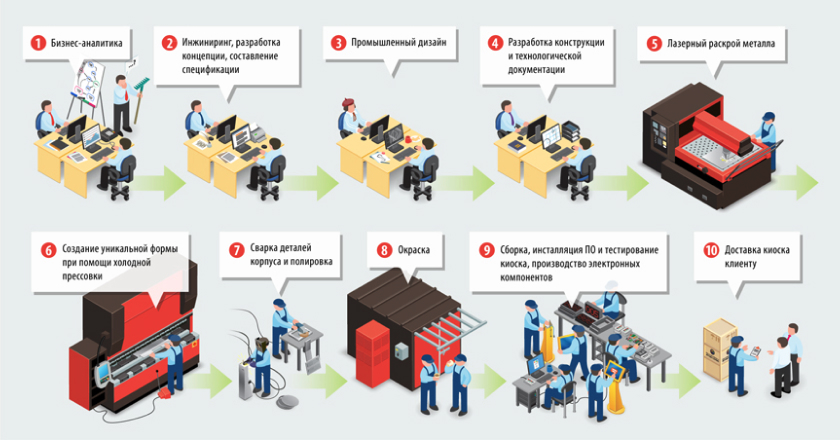 1 Бизнес-аналитика
2 Инжиниринг, разработка
концепции, составление
спецификации
3 Промышленный дизайн
4 Разработка конструкции
и технологической
документации
5 Лазерный раскрой металла
6 Создание уникальной формы
при помощи холодной
прессовки
7 Сварка деталей
корпуса и полировка
8 Окраска
9 Сборка, инсталляция ПО и тестирование
киоска, производство электронных
компонентов
10 Доставка киоска
клиенту